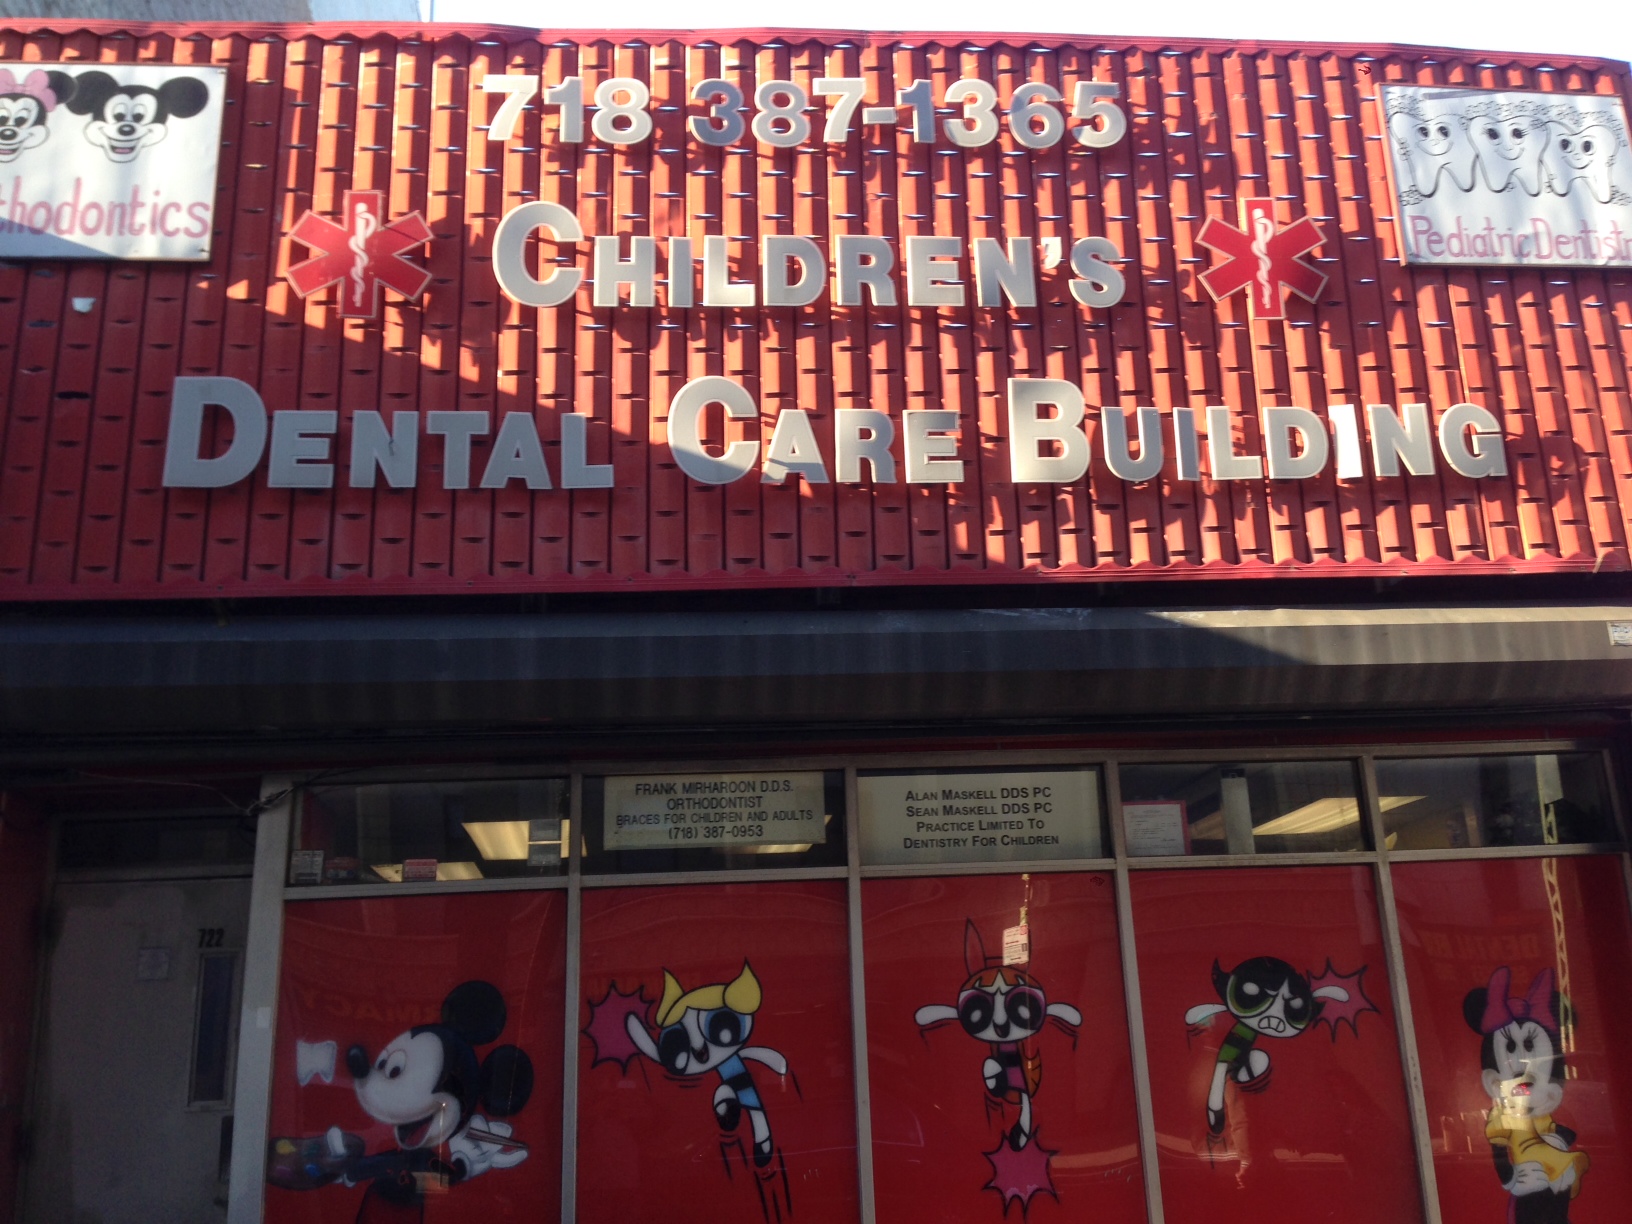 718 387-1365
CHILDREN'S
DENTAL CARE BUILDING
thodontics
Pediatric Dentistr
FRANK MIRHAROON D.D.S.
ORTHODONTIST
BRACES FOR CHILDREN AND ADULTS
(718) 387-0953
ALAN MASKELL DDS PC
SEAN MASKELL DDS PC
PRACTICE LIMITED TO
DENTISTRY FOR CHILDREN
722